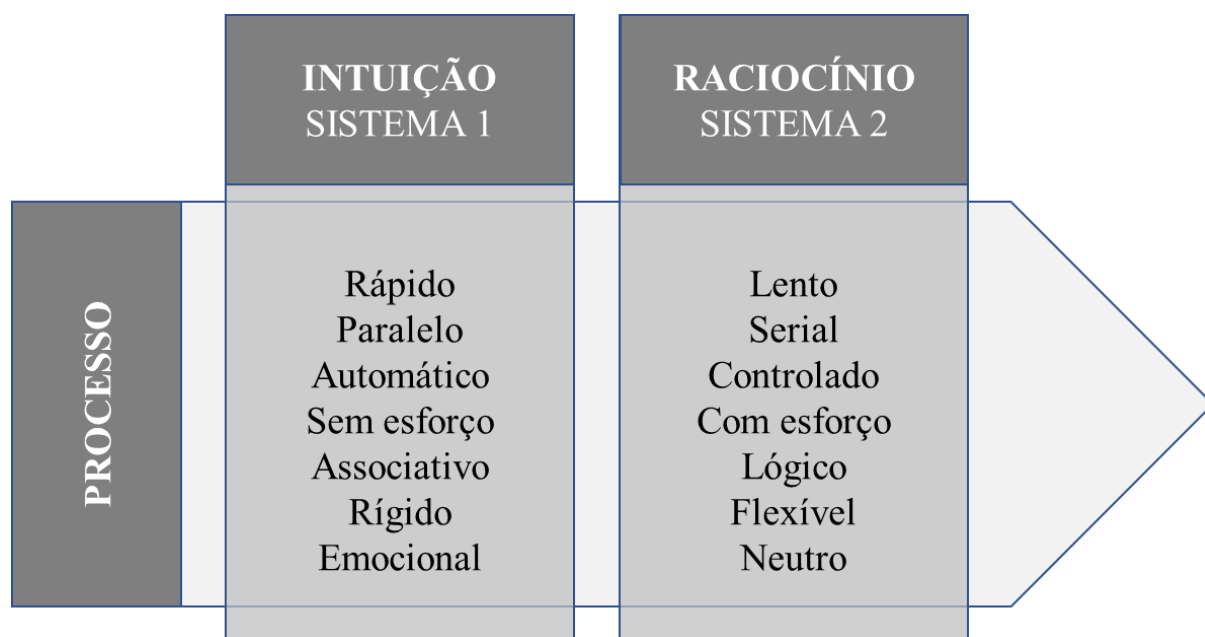 INTUIÇÃO
SISTEMA 1
RACIOCÍNIO
SISTEMA 2
PROCESSO
Rápido
Paralelo
Automático
Sem esforço
Associativo
Rígido
Emocional
Lento
Serial
Controlado
Com esforço
Lógico
Flexível
Neutro